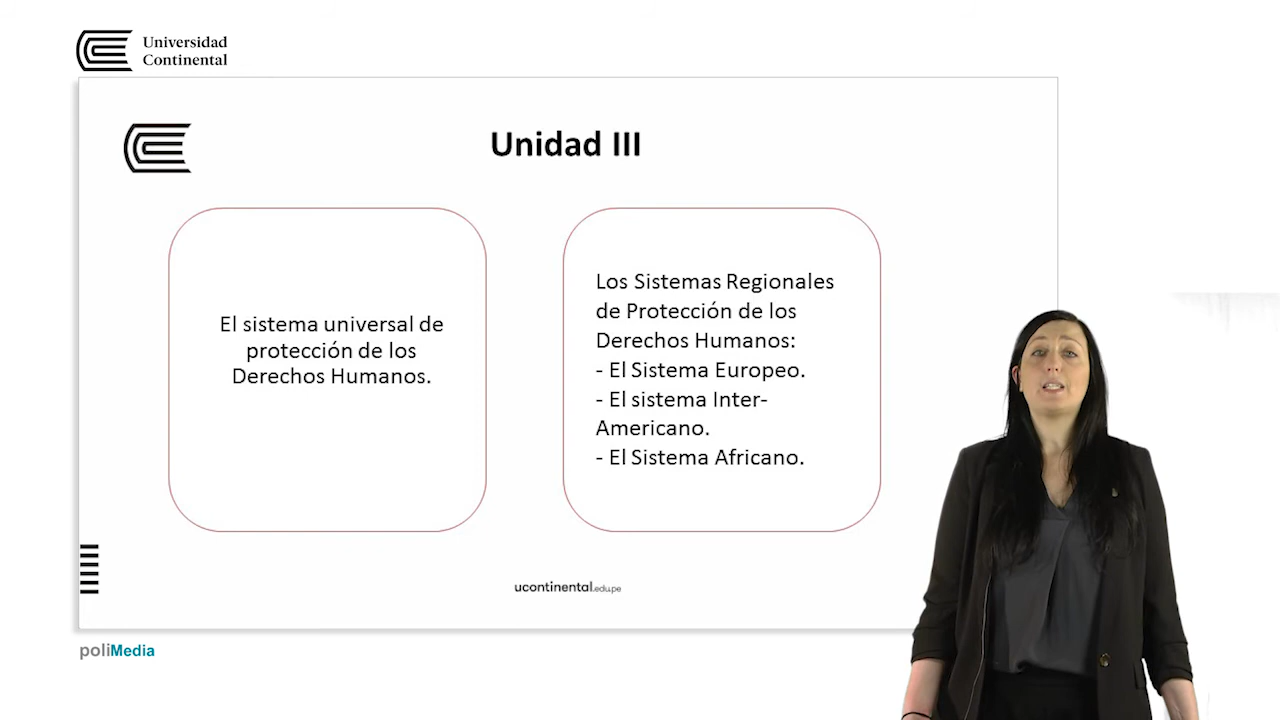 Universidad
Continental
Unidad III
El sistema universal de
protección de los
Derechos Humanos.
Los Sistemas Regionales
de Protección de los
Derechos Humanos:
- El Sistema Europeo.
- El sistema Inter-
Americano.
- El Sistema Africano.
ucontinental.edu.pe
poliMedia